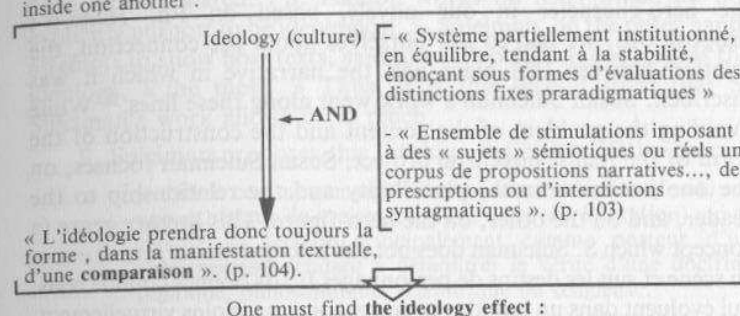 inside one another :
Ideology (culture)
- « Système partiellement institutionné,
en équilibre, tendant à la stabilité,
énonçant sous formes d'évaluations des
distinctions fixes praradigmatiques »
AND
- « Ensemble de stimulations imposant
à des « sujets » sémiotiques ou réels un
corpus de propositions narratives..., de
prescriptions ou d'interdictions
syntagmatiques ». (p. 103)
« L'idéologie prendra donc toujours la
forme , dans la manifestation textuelle,
d'une comparaison ». (p. 104).
One must find the ideology effect :